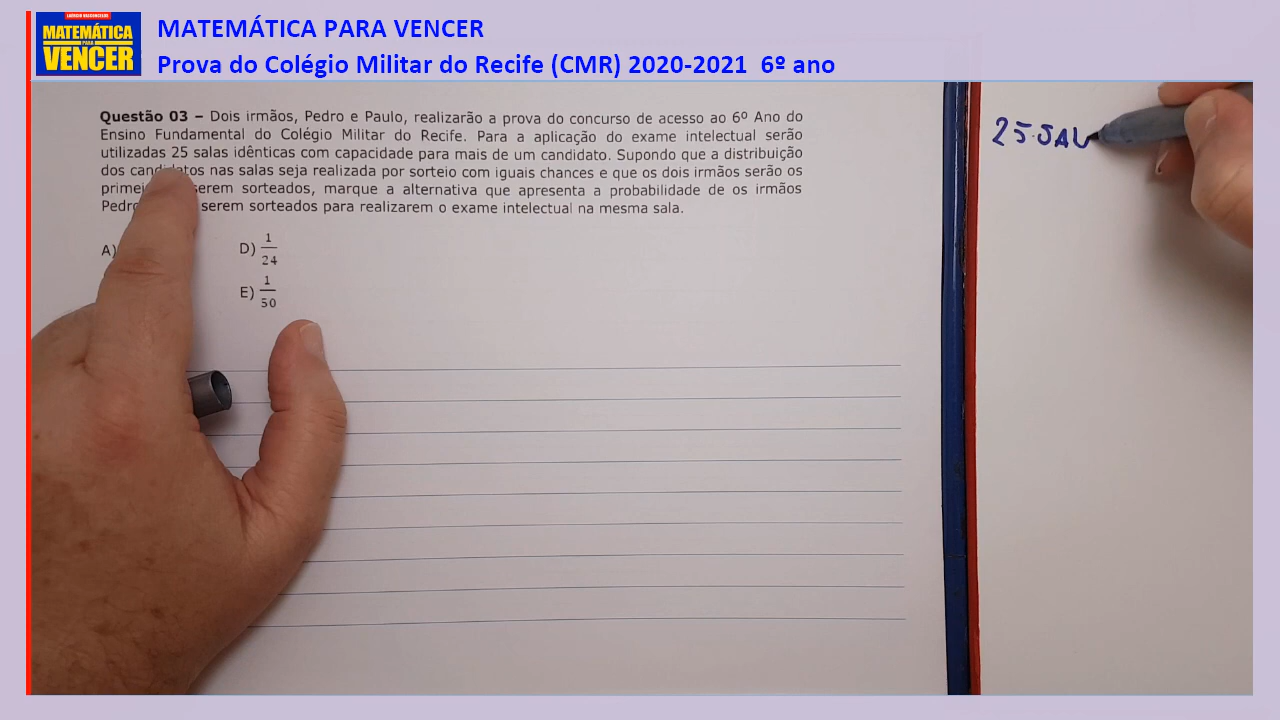 LAÉRCIO VASCONCELOS
MATEMÁTICA
PARA
VENCER
MATEMÁTICA PARA VENCER
Prova do Colégio Militar do Recife (CMR) 2020-2021 6º ano
Questão 03 – Dois irmãos, Pedro e Paulo, realizarão a prova do concurso de acesso ao 6º Ano do
Ensino Fundamental do Colégio Militar do Recife. Para a aplicação do exame intelectual serão
utilizadas 25 salas idênticas com capacidade para mais de um candidato. Supondo que a distribuição
dos candidatos nas salas seja realizada por sorteio com iguais chances e que os dois irmãos serão os
serem sorteados, marque a alternativa que apresenta a probabilidade de os irmãos
Pedro serem sorteados para realizarem o exame intelectual na mesma sala.
A) D) 1/24
E) 1/50
25 SAL